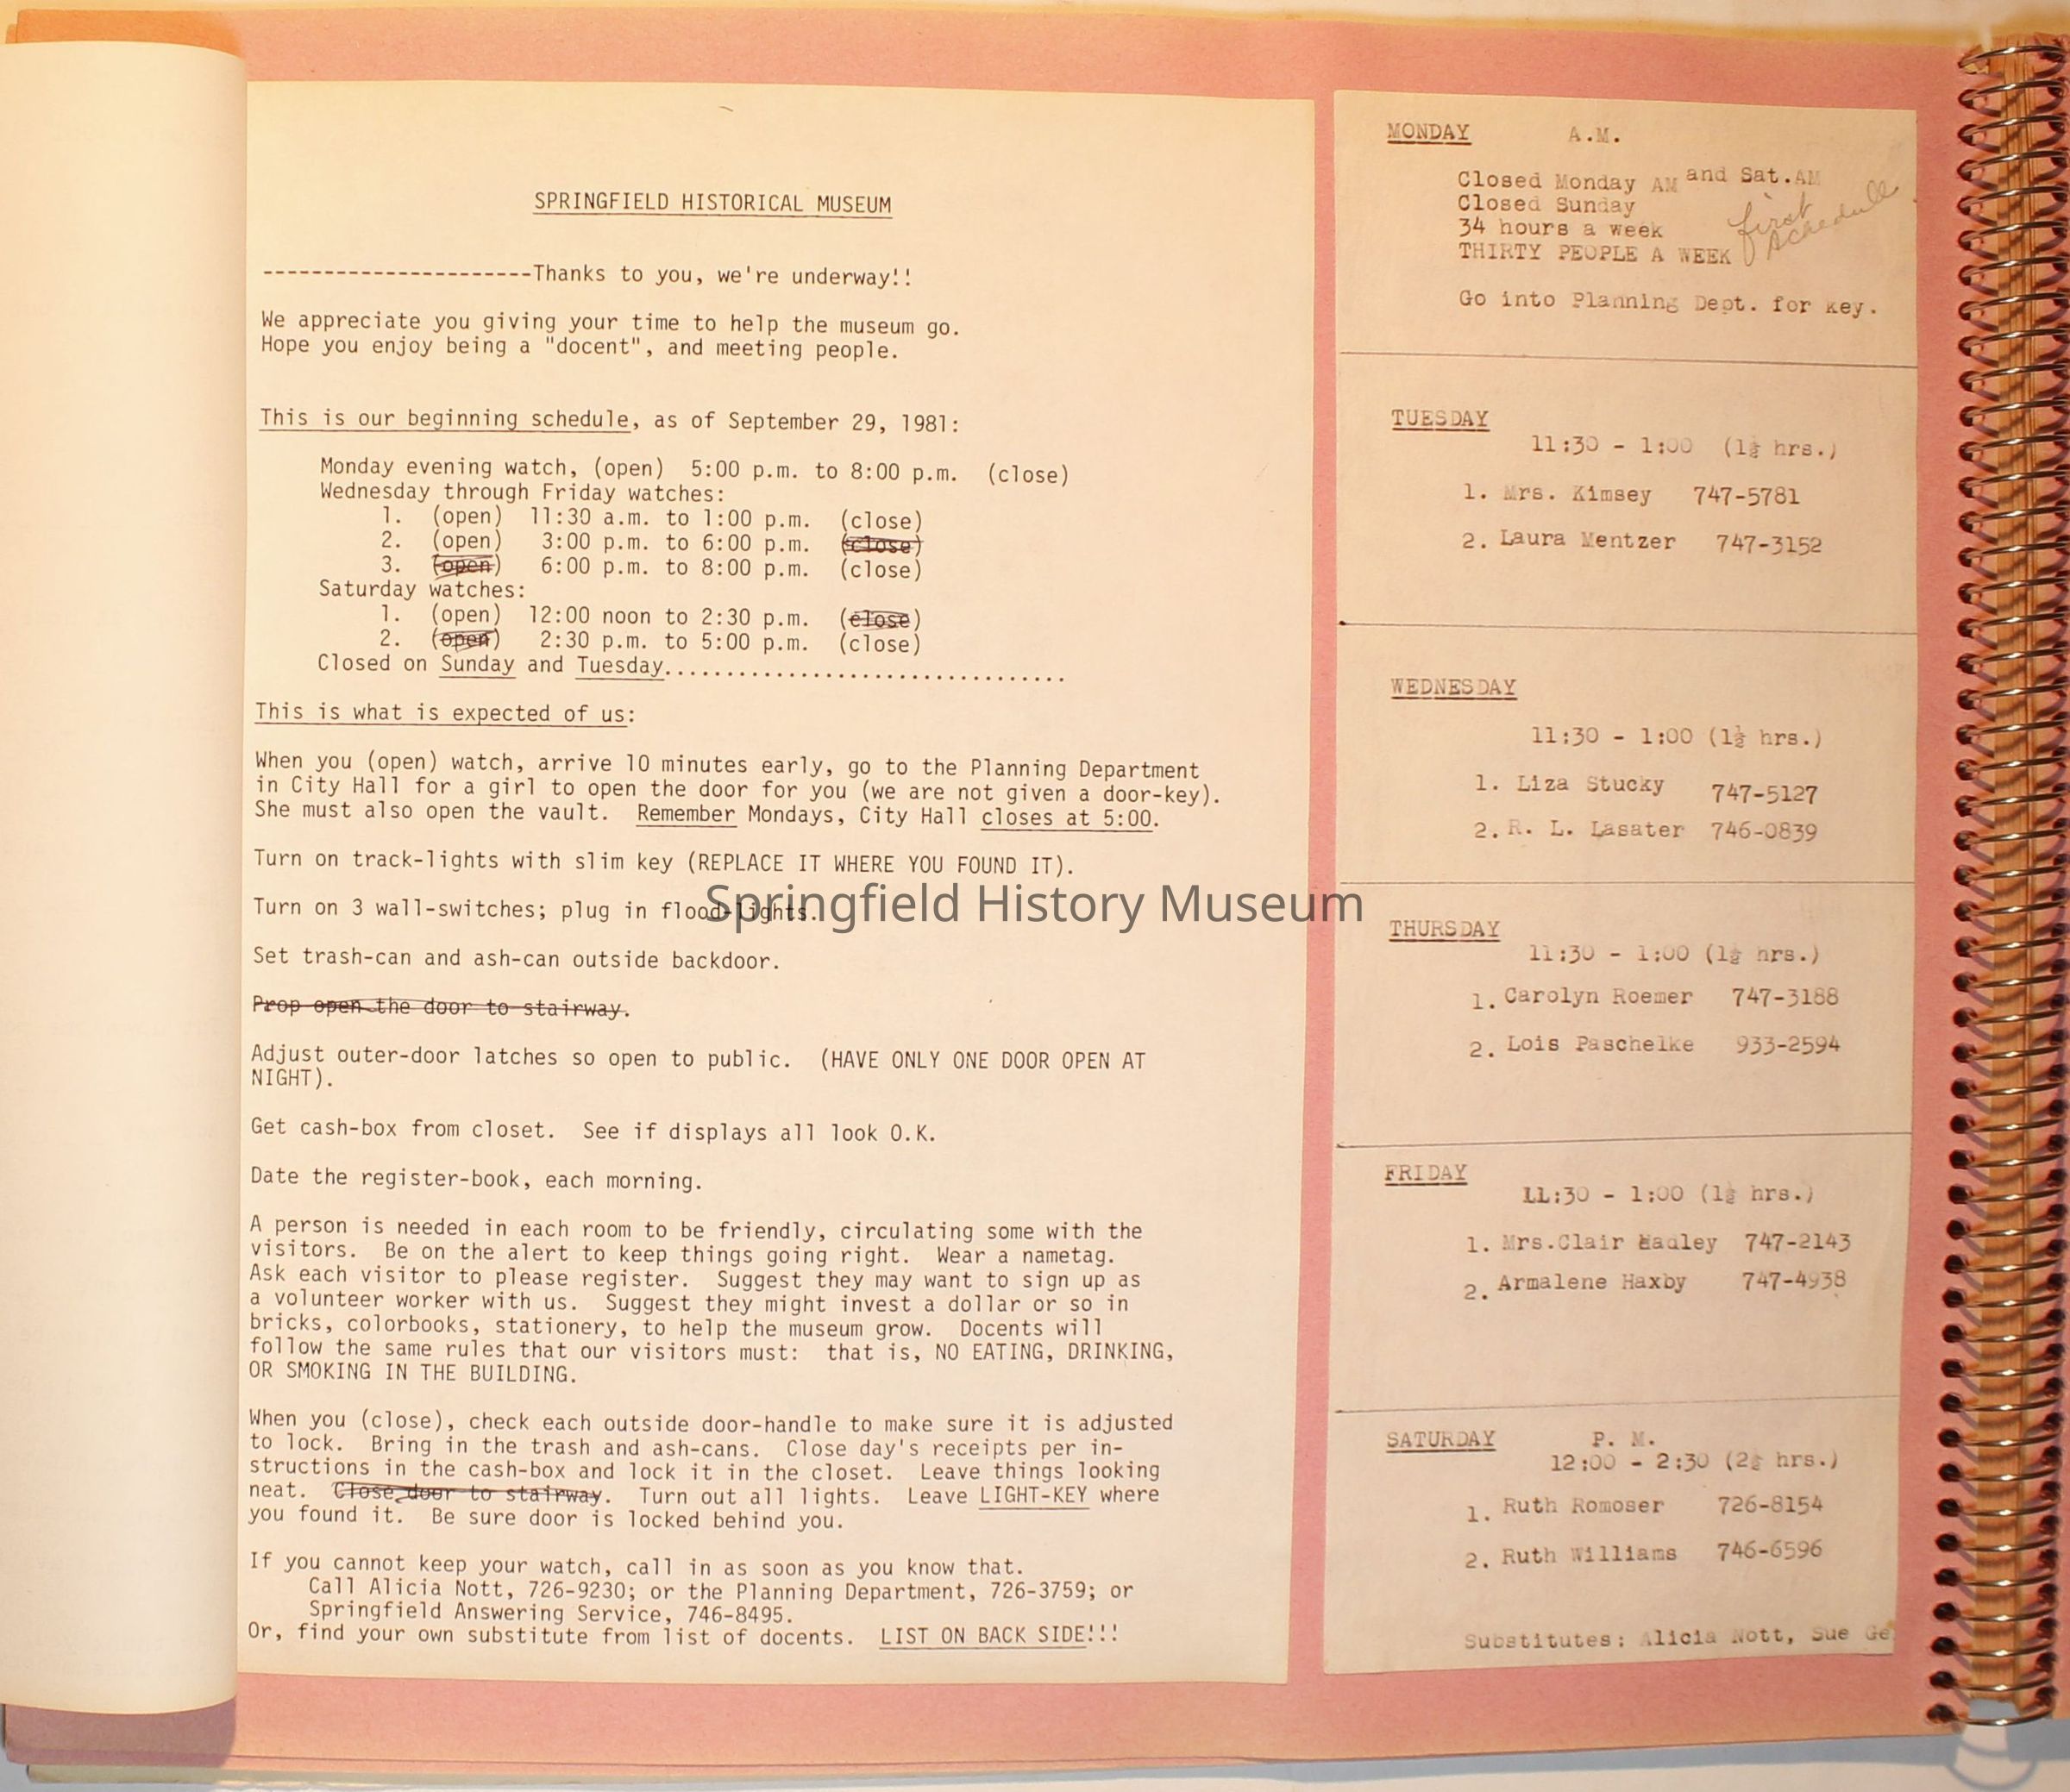 SPRINGFIELD HISTORICAL MUSEUM
----------------------Thanks to you, we're underway!!
We appreciate you giving your time to help the museum go.
Hope you enjoy being a "docent", and meeting people.
This is our beginning schedule, as of September 29, 1981:
Monday evening watch, (open) 5:00 p.m. to 8:00 p.m. (close)
Wednesday through Friday watches:
1. (open) 11:30 a.m. to 1:00 p.m. (close)
2. (open) 3:00 p.m. to 6:00 p.m. (close)
3. (open) 6:00 p.m. to 8:00 p.m. (close)
Saturday watches:
1. (open) 12:00 noon to 2:30 p.m. (close)
2. (open) 2:30 p.m. to 5:00 p.m. (close)
Closed on Sunday and Tuesday.................................
This is what is expected of us:
When you (open) watch, arrive 10 minutes early, go to the Planning Department
in City Hall for a girl to open the door for you (we are not given a door-key).
She must also open the vault. Remember Mondays, City Hall closes at 5:00.
Turn on track-lights with slim key (REPLACE IT WHERE YOU FOUND IT).
Turn on 3 wall-switches; plug in flood-lights.
Set trash-can and ash-can outside backdoor.
Prop open the door to stairway.
Adjust outer-door latches so open to public. (HAVE ONLY ONE DOOR OPEN AT
NIGHT).
Get cash-box from closet. See if displays all look O.K.
Date the register-book, each morning.
A person is needed in each room to be friendly, circulating some with the
visitors. Be on the alert to keep things going right. Wear a nametag.
Ask each visitor to please register. Suggest they may want to sign up as
a volunteer worker with us. Suggest they might invest a dollar or so in
bricks, colorbooks, stationery, to help the museum grow. Docents will
follow the same rules that our visitors must: that is, NO EATING, DRINKING,
OR SMOKING IN THE BUILDING.
When you (close), check each outside door-handle to make sure it is adjusted
to lock. Bring in the trash and ash-cans. Close day's receipts per in-
structions in the cash-box and lock it in the closet. Leave things looking
neat. Close door to stairway. Turn out all lights. Leave LIGHT-KEY where
you found it. Be sure door is locked behind you.
If you cannot keep your watch, call in as soon as you know that.
Call Alicia Nott, 726-9230; or the Planning Department, 726-3759; or
Springfield Answering Service, 746-8495.
Or, find your own substitute from list of docents. LIST ON BACK SIDE!!!
MONDAY A.M.
Closed Monday AM and Sat.AM
Closed Sunday
34 hours a week
THIRTY PEOPLE A WEEK
first
schedule
Go into Planning Dept. for key.
TUESDAY
11:30 - 1:00 (1½ hrs.)
1. Mrs. Kimsey 747-5781
2. Laura Mentzer 747-3152
WEDNESDAY
11:30 - 1:00 (1½ hrs.)
1. Liza Stucky 747-5127
2. R. L. Lasater 746-0839
THURSDAY
11:30 - 1:00 (1½ hrs.)
1. Carolyn Roemer 747-3188
2. Lois Paschelke 933-2594
FRIDAY
11:30 - 1:00 (1½ hrs.)
1. Mrs.Clair Hadley 747-2143
2. Armalene Haxby 747-4938
SATURDAY P. M.
12:00 - 2:30 (2½ hrs.)
1. Ruth Romoser 726-8154
2. Ruth Williams 746-6596
Substitutes: Alicia Nott, Sue Ge
Springfield History Museum